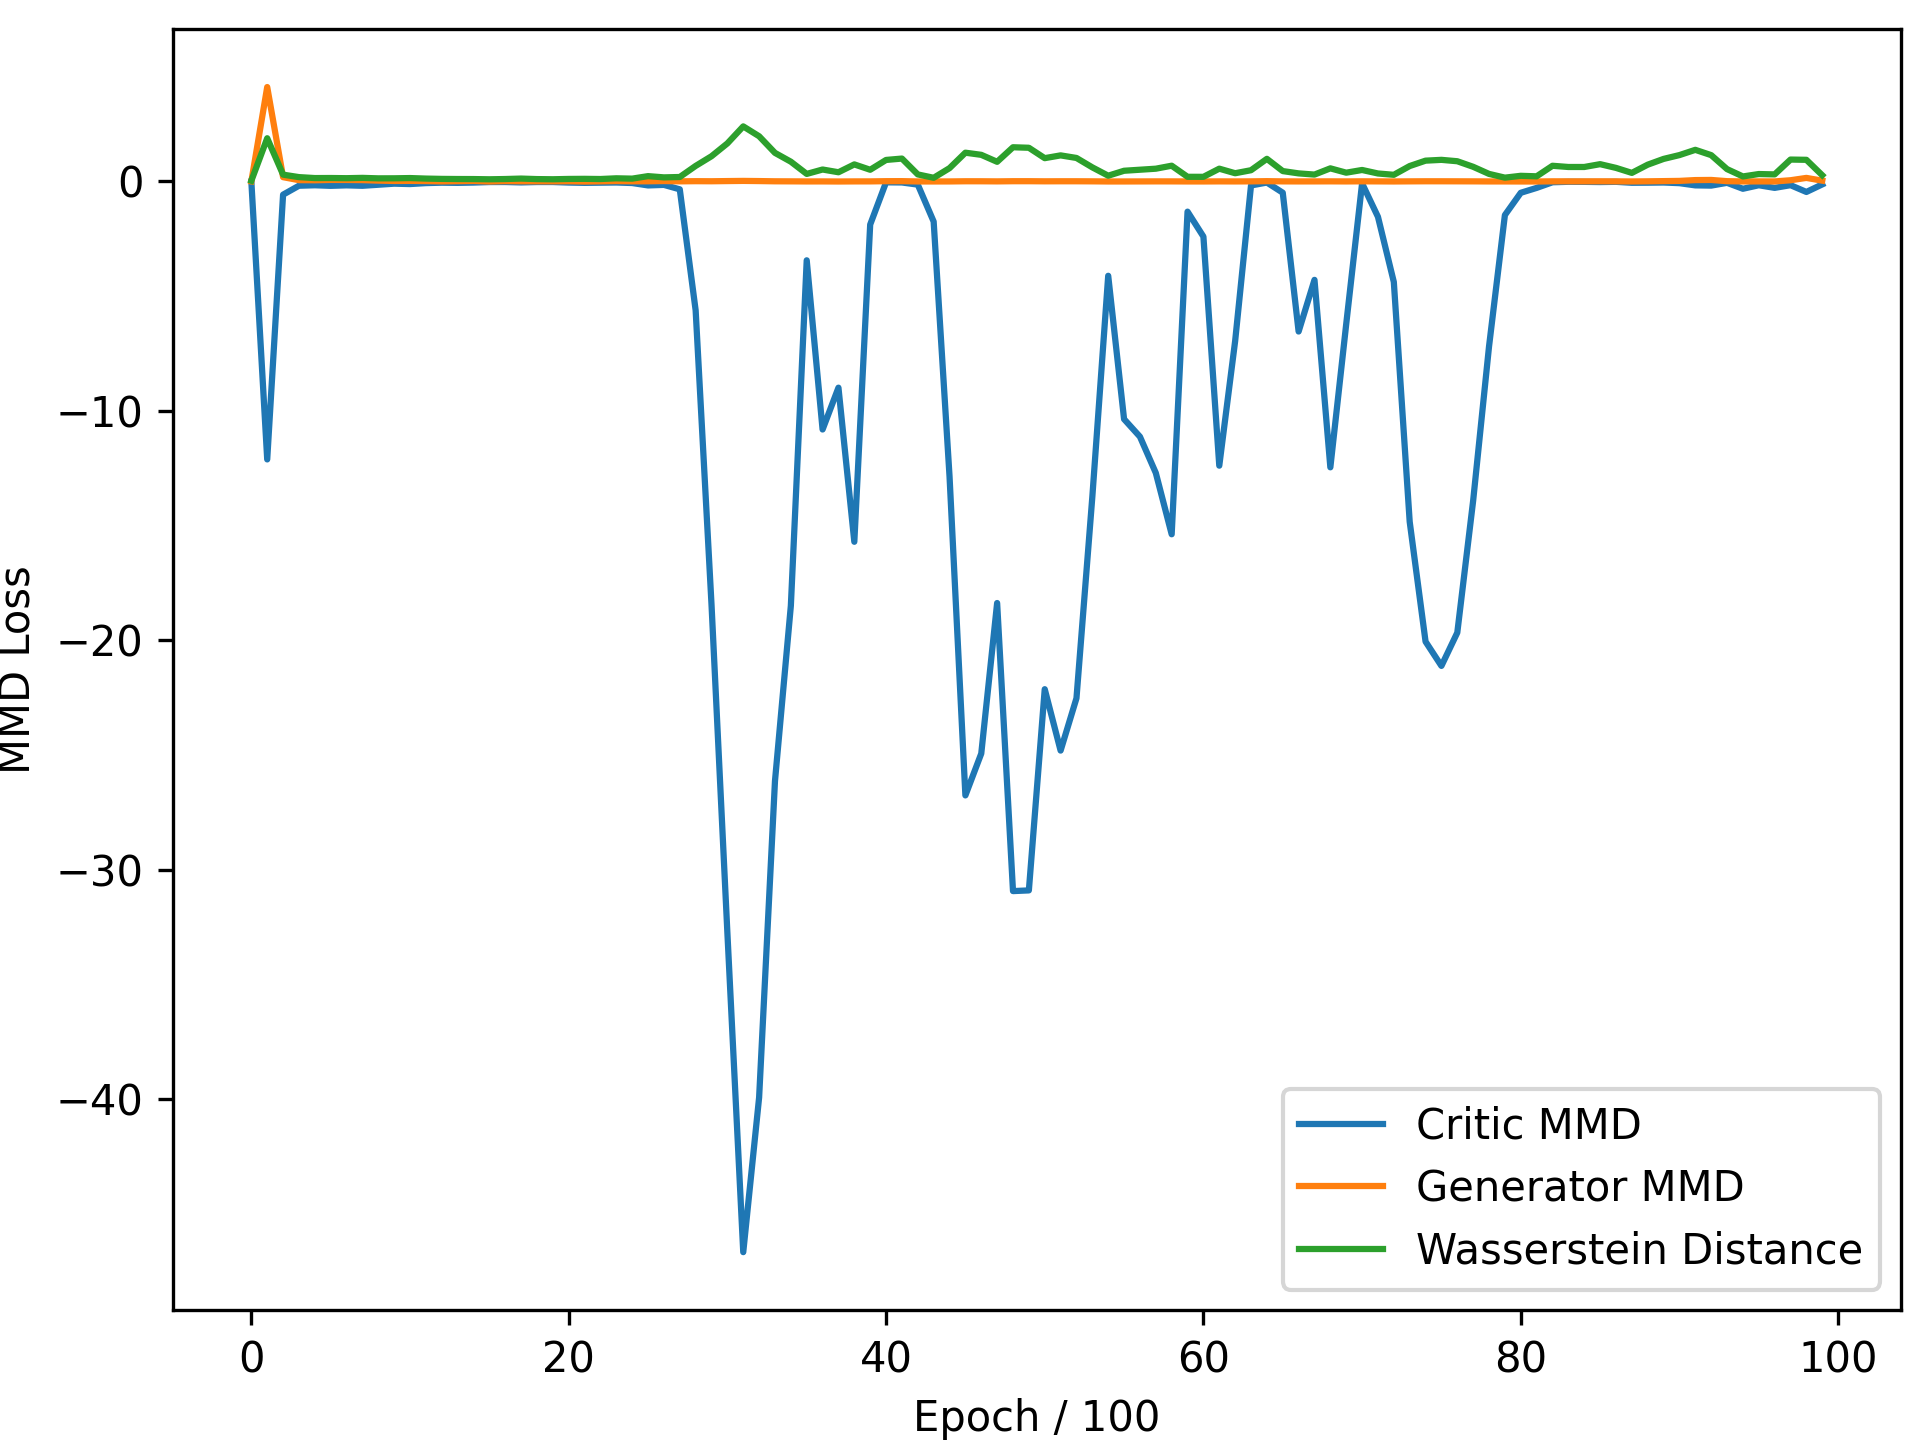 0
−10
−20
−30
−40
MMD Loss
0
20
40
60
80
100
Epoch / 100
Critic MMD
Generator MMD
Wasserstein Distance